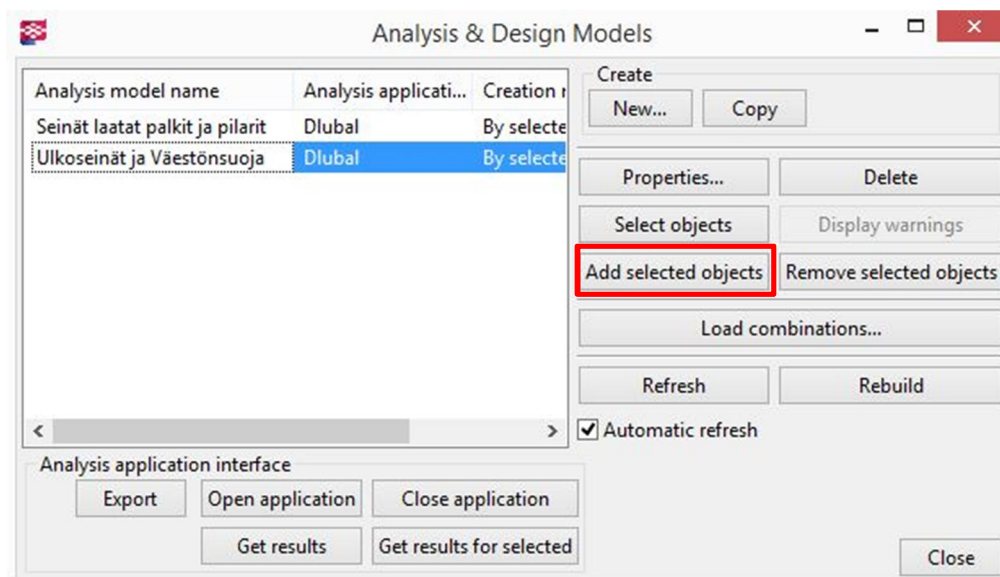 Analysis & Design Models
Analysis model name Analysis applicati... Creation r
Seinät laatat palkit ja pilarit Dlubal By selecte
Ulkoseinät ja Väestönsuoja Dlubal By selecte
Create
New... Copy
Properties... Delete
Select objects Display warnings
Add selected objects Remove selected objects
Load combinations...
Refresh Rebuild
Automatic refresh
Analysis application interface
Export Open application Close application
Get results Get results for selected
Close